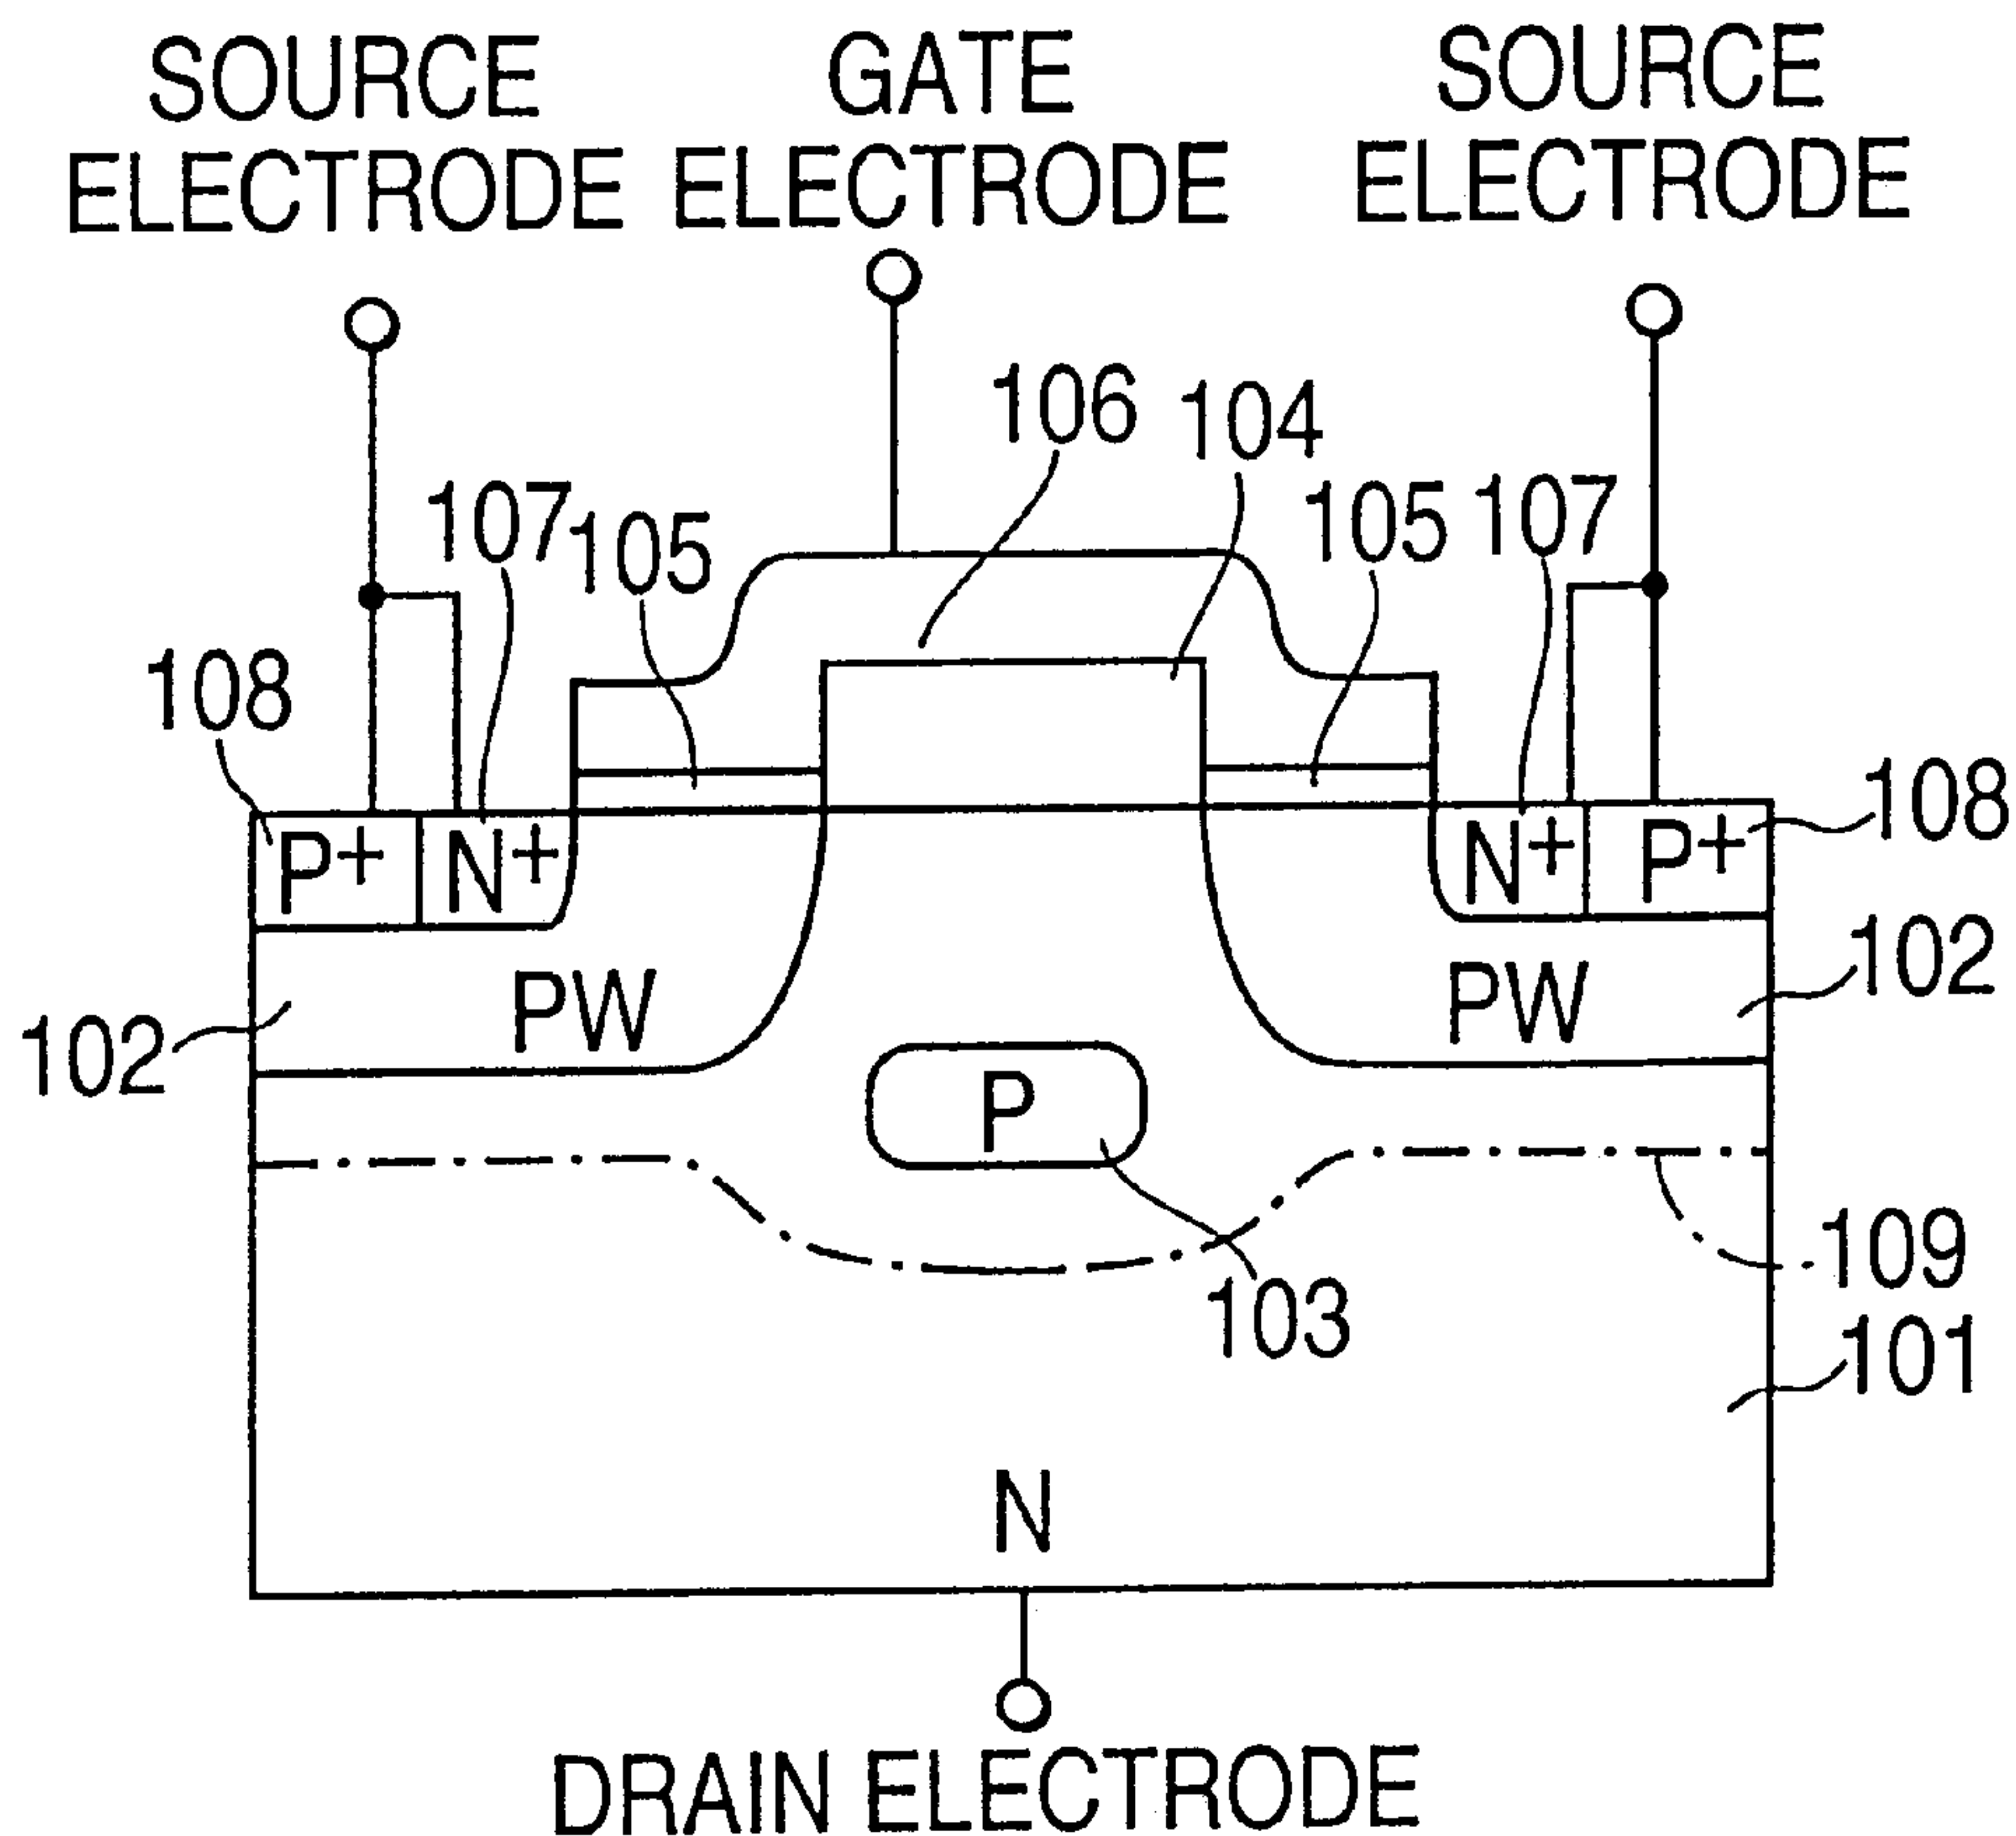 SOURCE ELECTRODE
GATE ELECTRODE
SOURCE ELECTRODE
106
104
107
105
105
107
108
108
P+
N+
N+
P+
102
PW
PW
102
P
109
103
101
N
DRAIN ELECTRODE